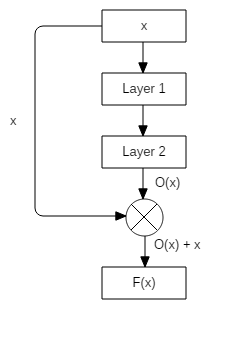 x
Layer 1
x
Layer 2
O(x)
O(x) + x
F(x)